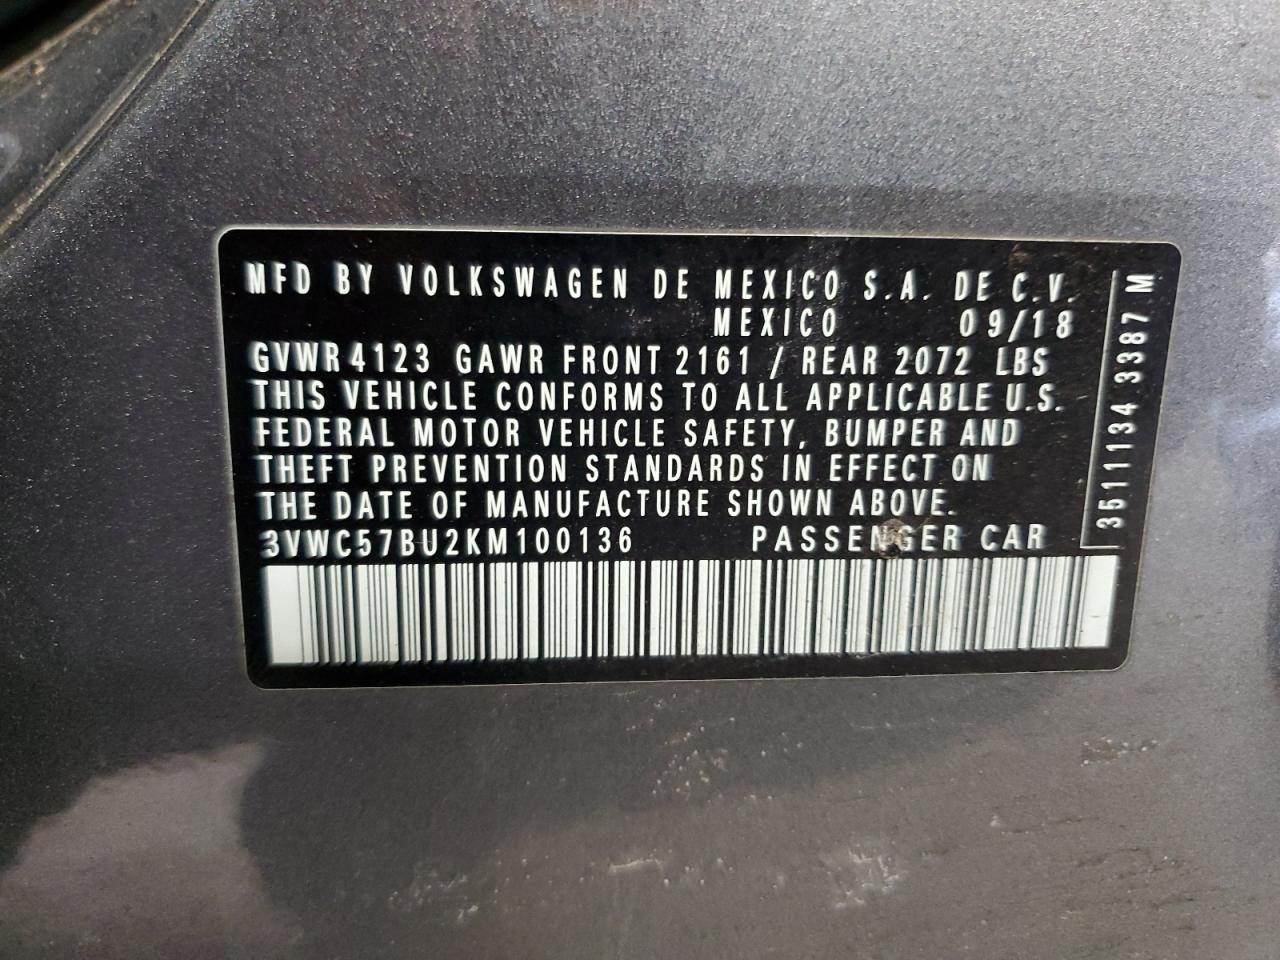 MFD BY VOLKSWAGEN DE MEXICO S.A. DE C.V.
MEXICO 09/18
GVWR 4123 GAWR FRONT 2161 / REAR 2072 LBS
THIS VEHICLE CONFORMS TO ALL APPLICABLE U.S.
FEDERAL MOTOR VEHICLE SAFETY, BUMPER AND
THEFT PREVENTION STANDARDS IN EFFECT ON
THE DATE OF MANUFACTURE SHOWN ABOVE.
3VWC57BU2KM100136 PASSENGER CAR
3511134 3387 M